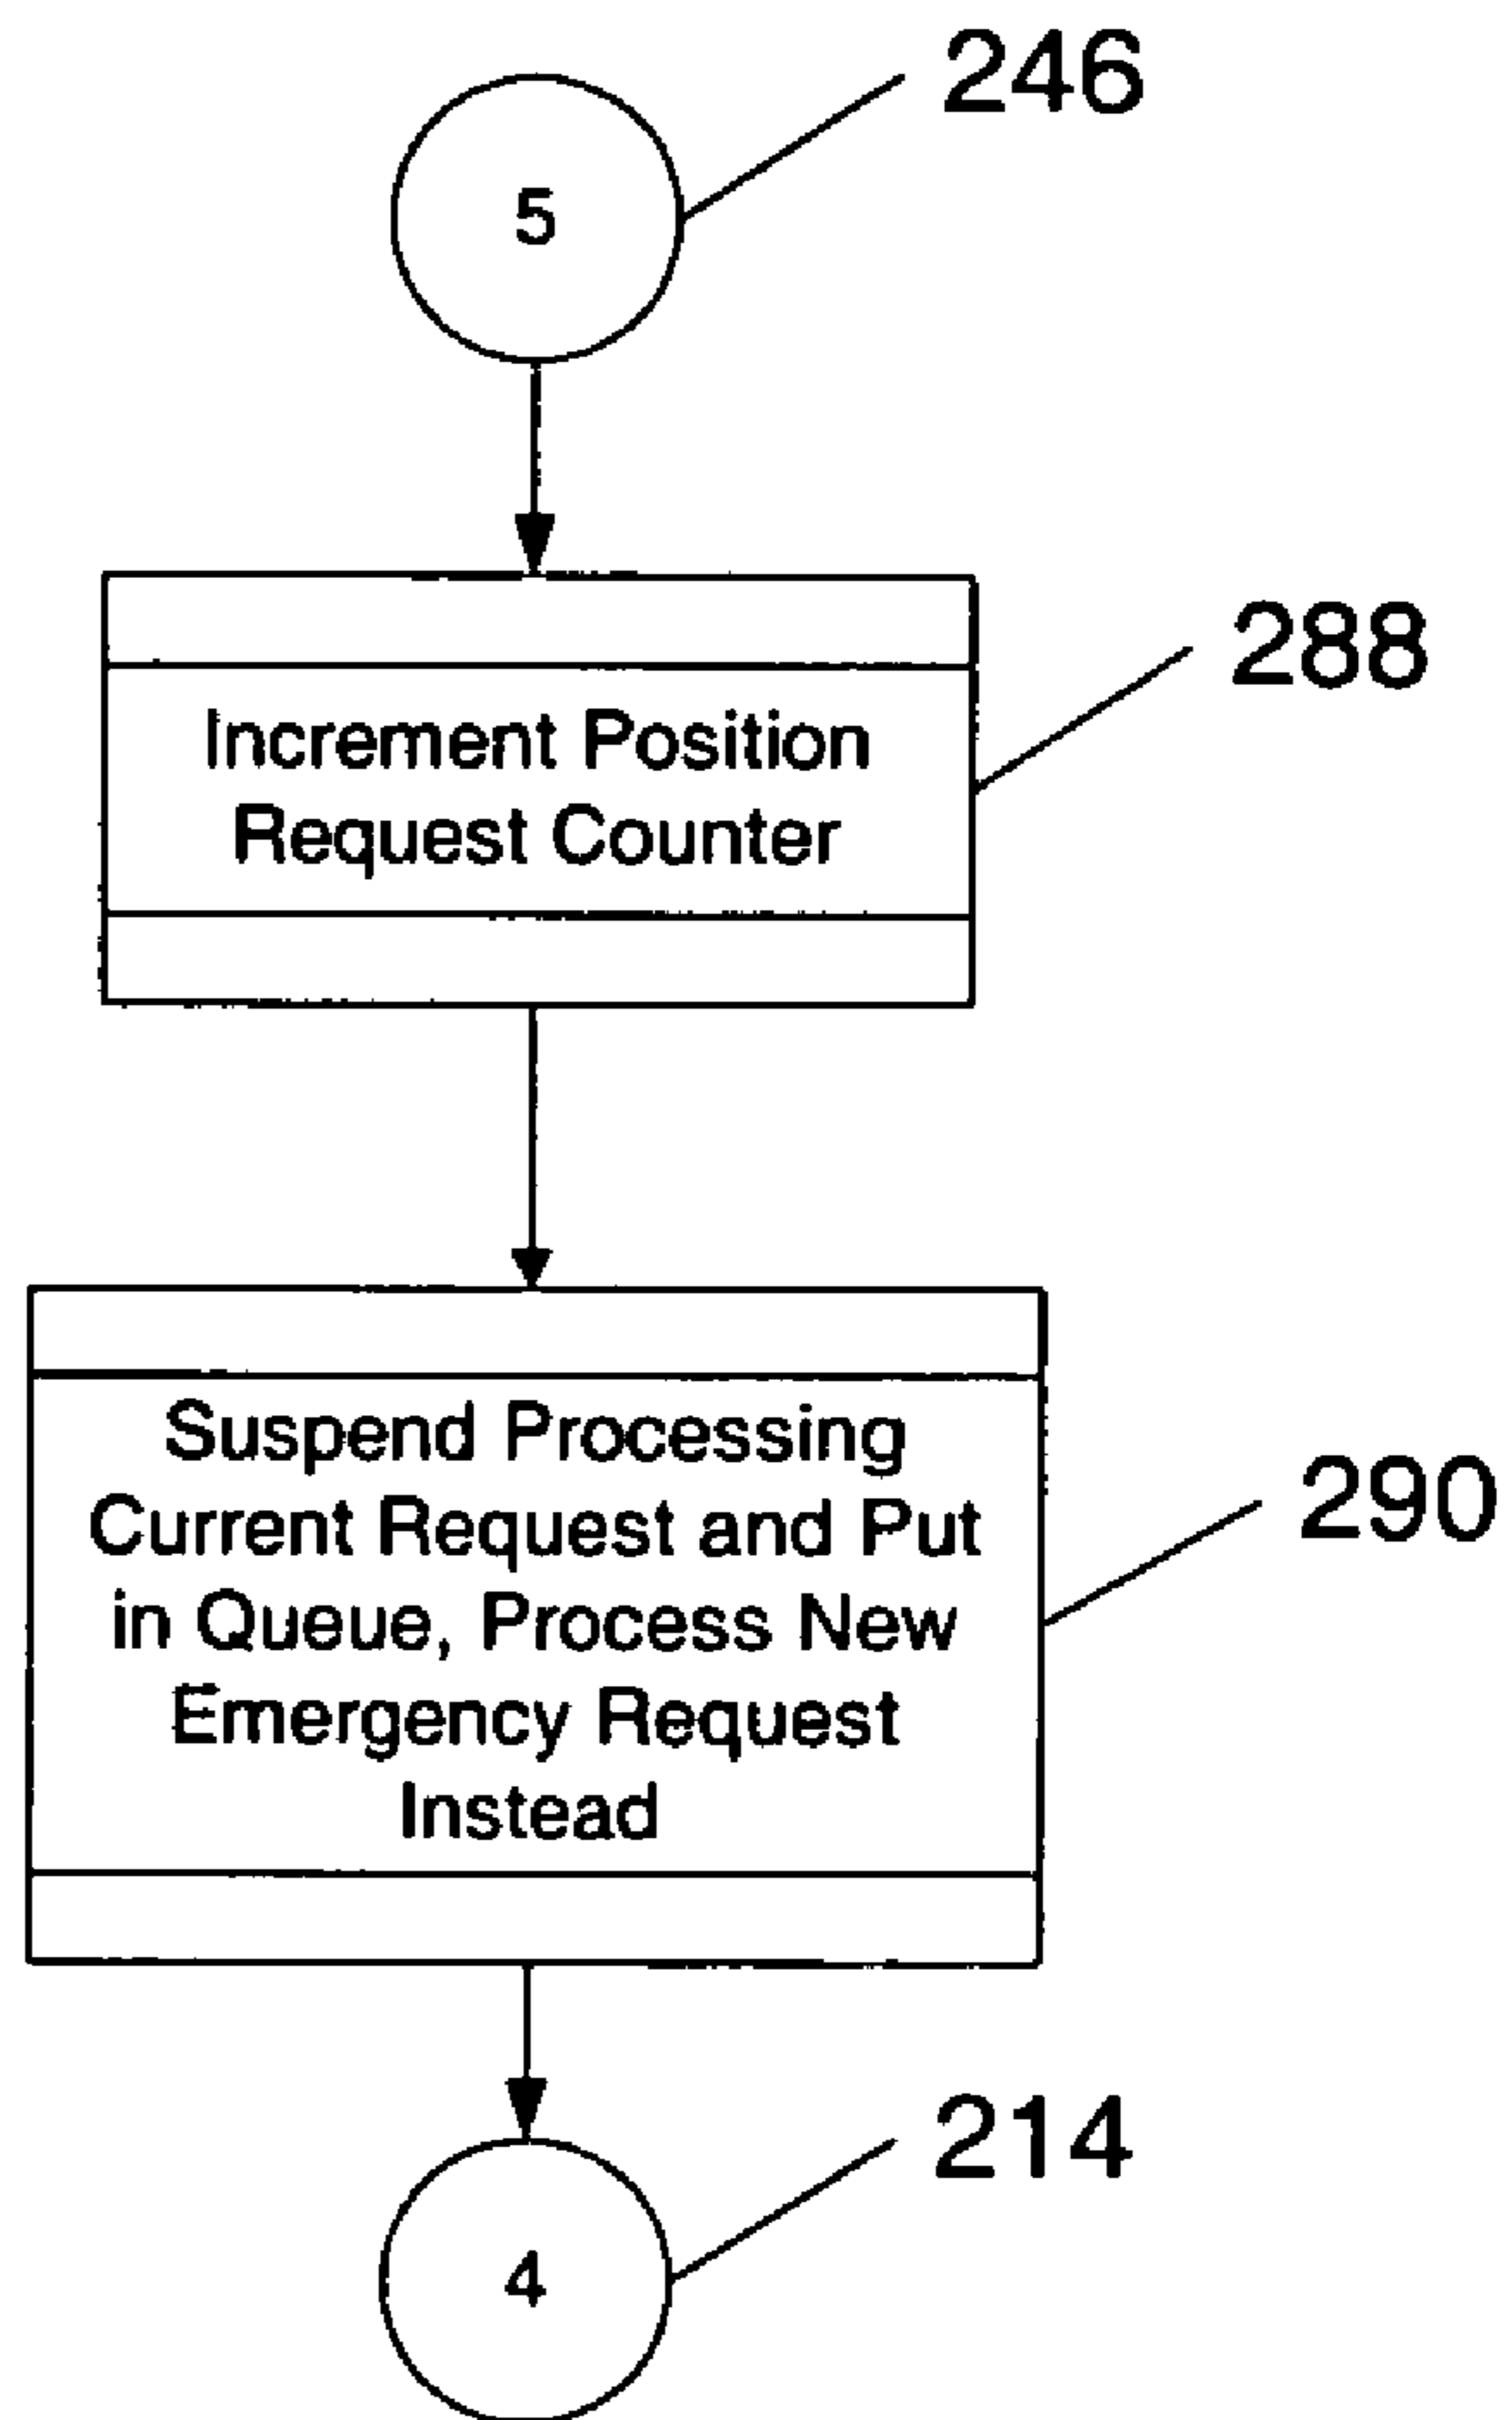 246
5
288
Increment Position
Request Counter
Suspend Processing
Current Request and Put
290
in Queue, Process New
Emergency Request
Instead
214
4